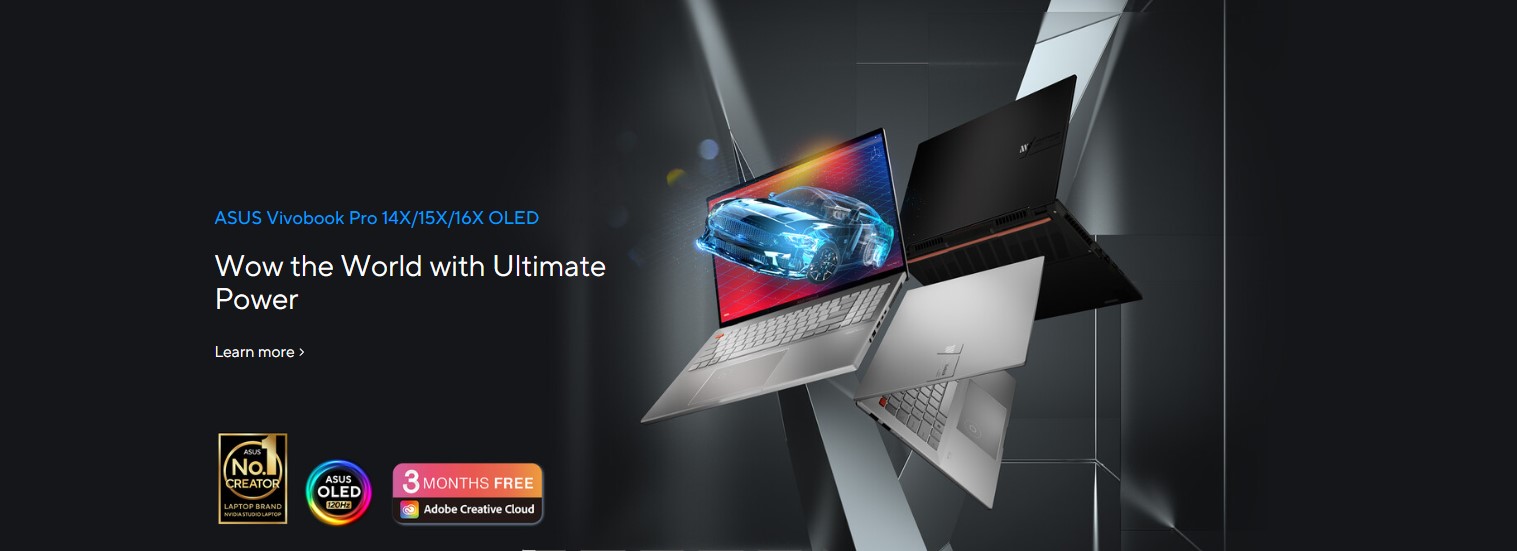 ASUS Vivobook Pro 14X/15X/16X OLED
Wow the World with Ultimate
Power
Learn more >
ASUS
No.1
CREATOR
LAPTOP BRAND
NVIDIA STUDIO LAPTOP
ASUS
OLED
120Hz
3 MONTHS FREE
Adobe Creative Cloud